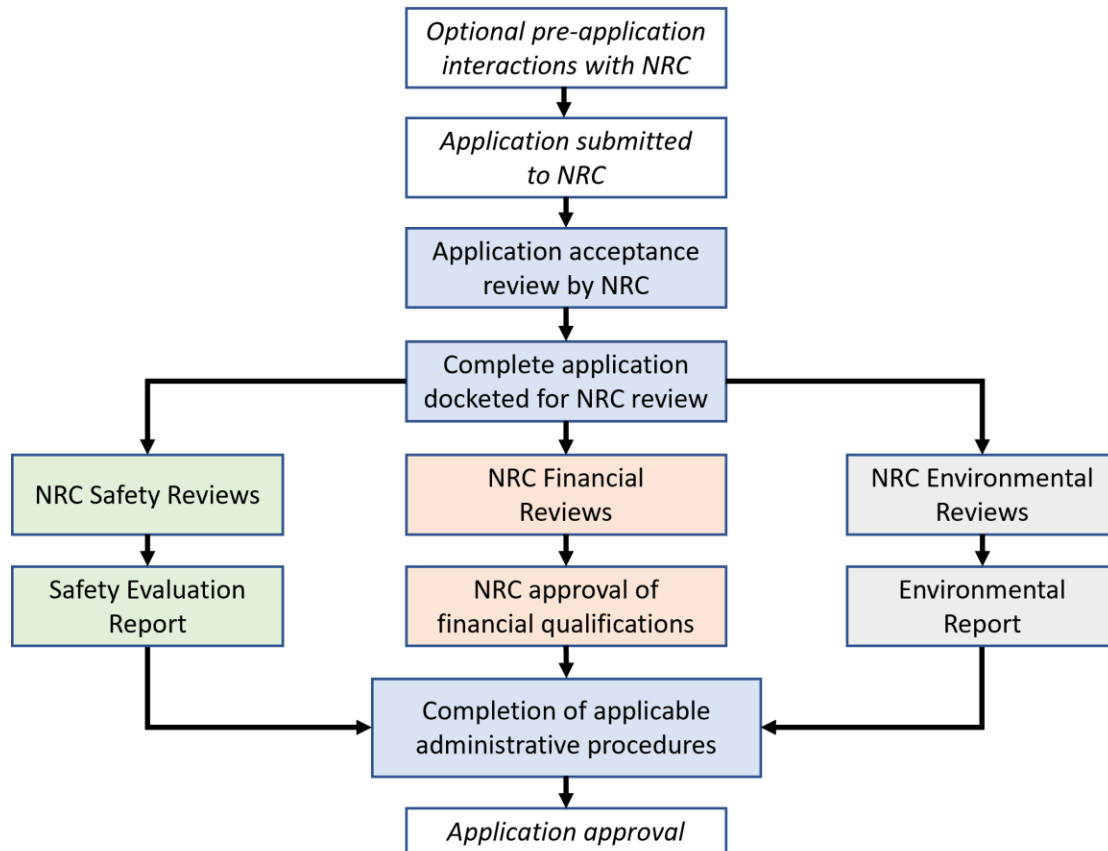 Optional pre-application
interactions with NRC
Application submitted
to NRC
Application acceptance
review by NRC
Complete application
docketed for NRC review
NRC Safety Reviews
NRC Financial
Reviews
NRC Environmental
Reviews
Safety Evaluation
Report
NRC approval of
financial qualifications
Environmental
Report
Completion of applicable
administrative procedures
Application approval